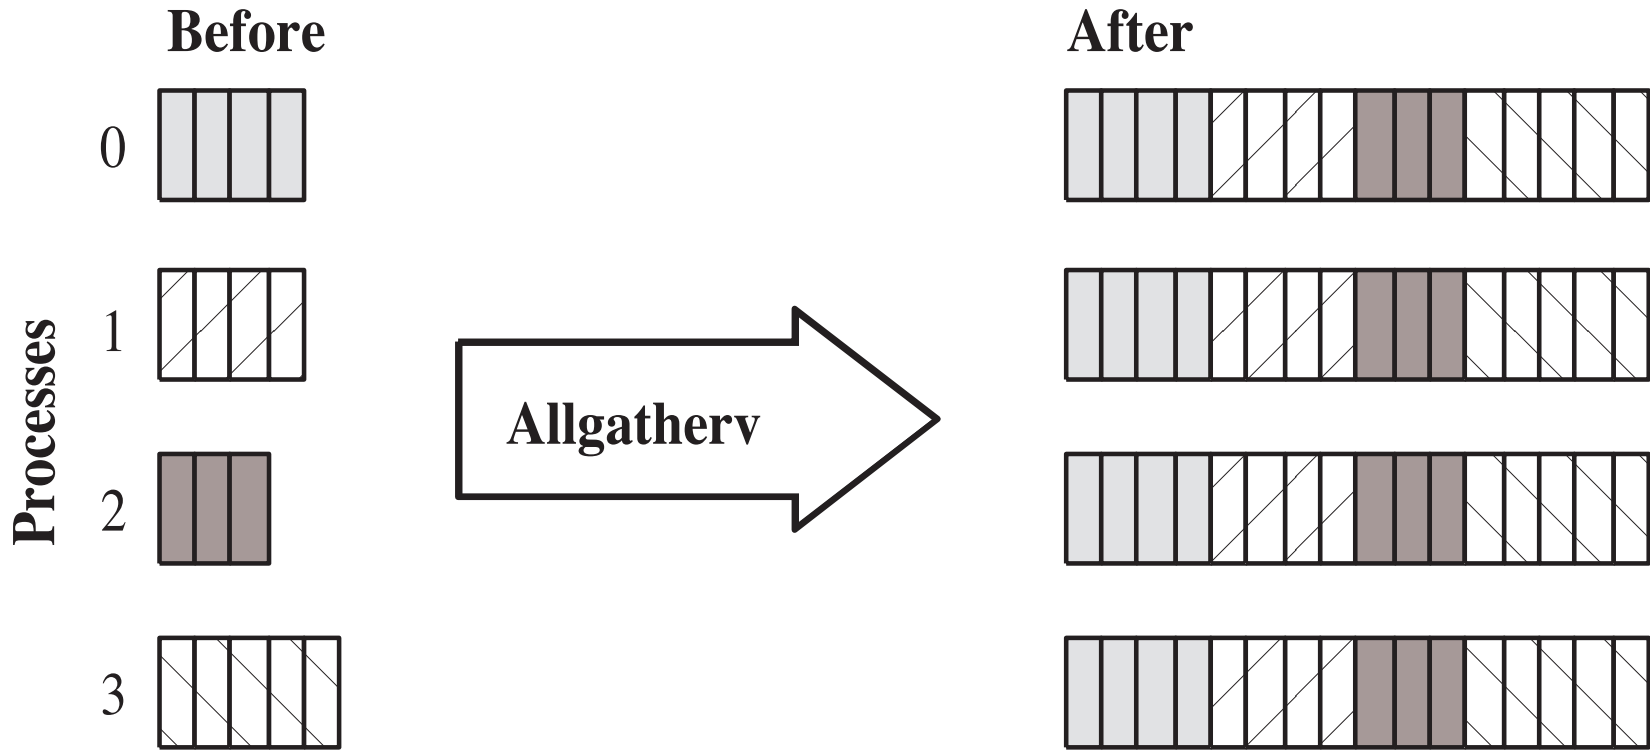 Before
After
0
1
Processes
Allgatherv
2
3